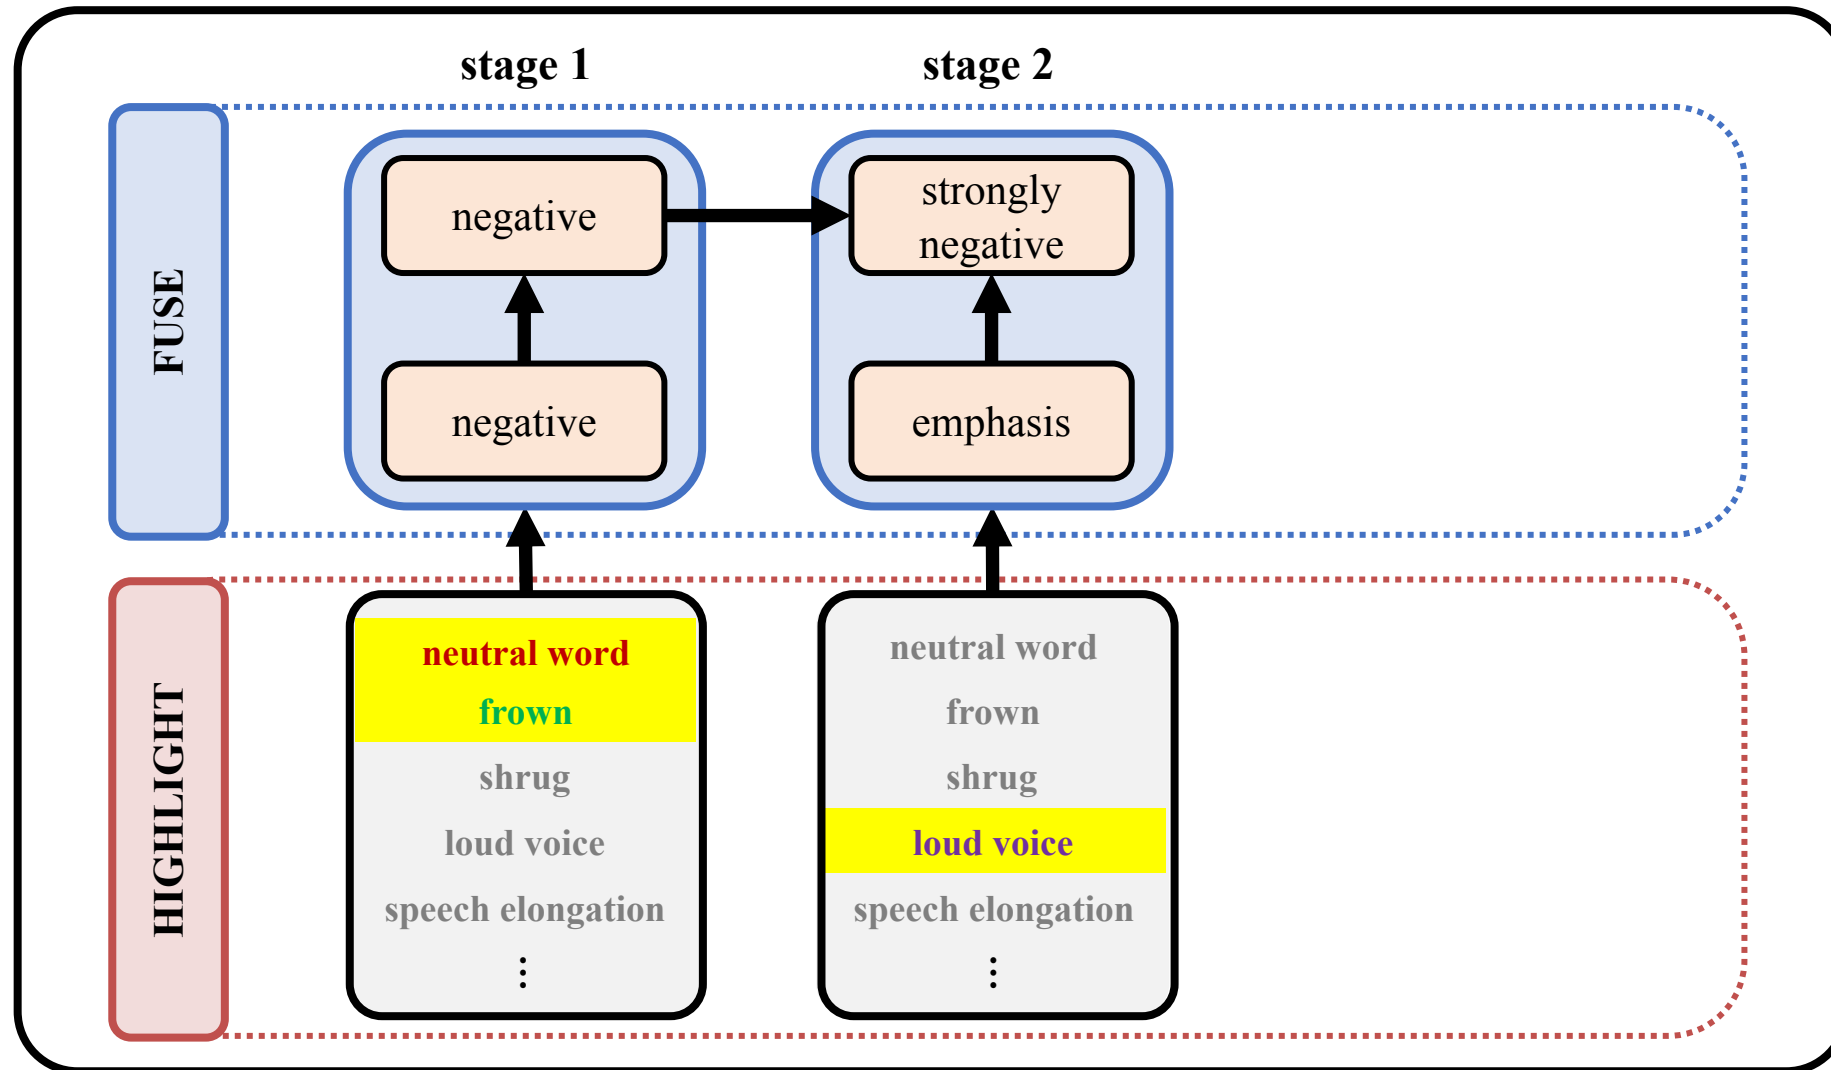 stage 1
stage 2
FUSE
negative
strongly
negative
negative
emphasis
HIGHLIGHT
neutral word
frown
shrug
loud voice
speech elongation
⋮
neutral word
frown
shrug
loud voice
speech elongation
⋮